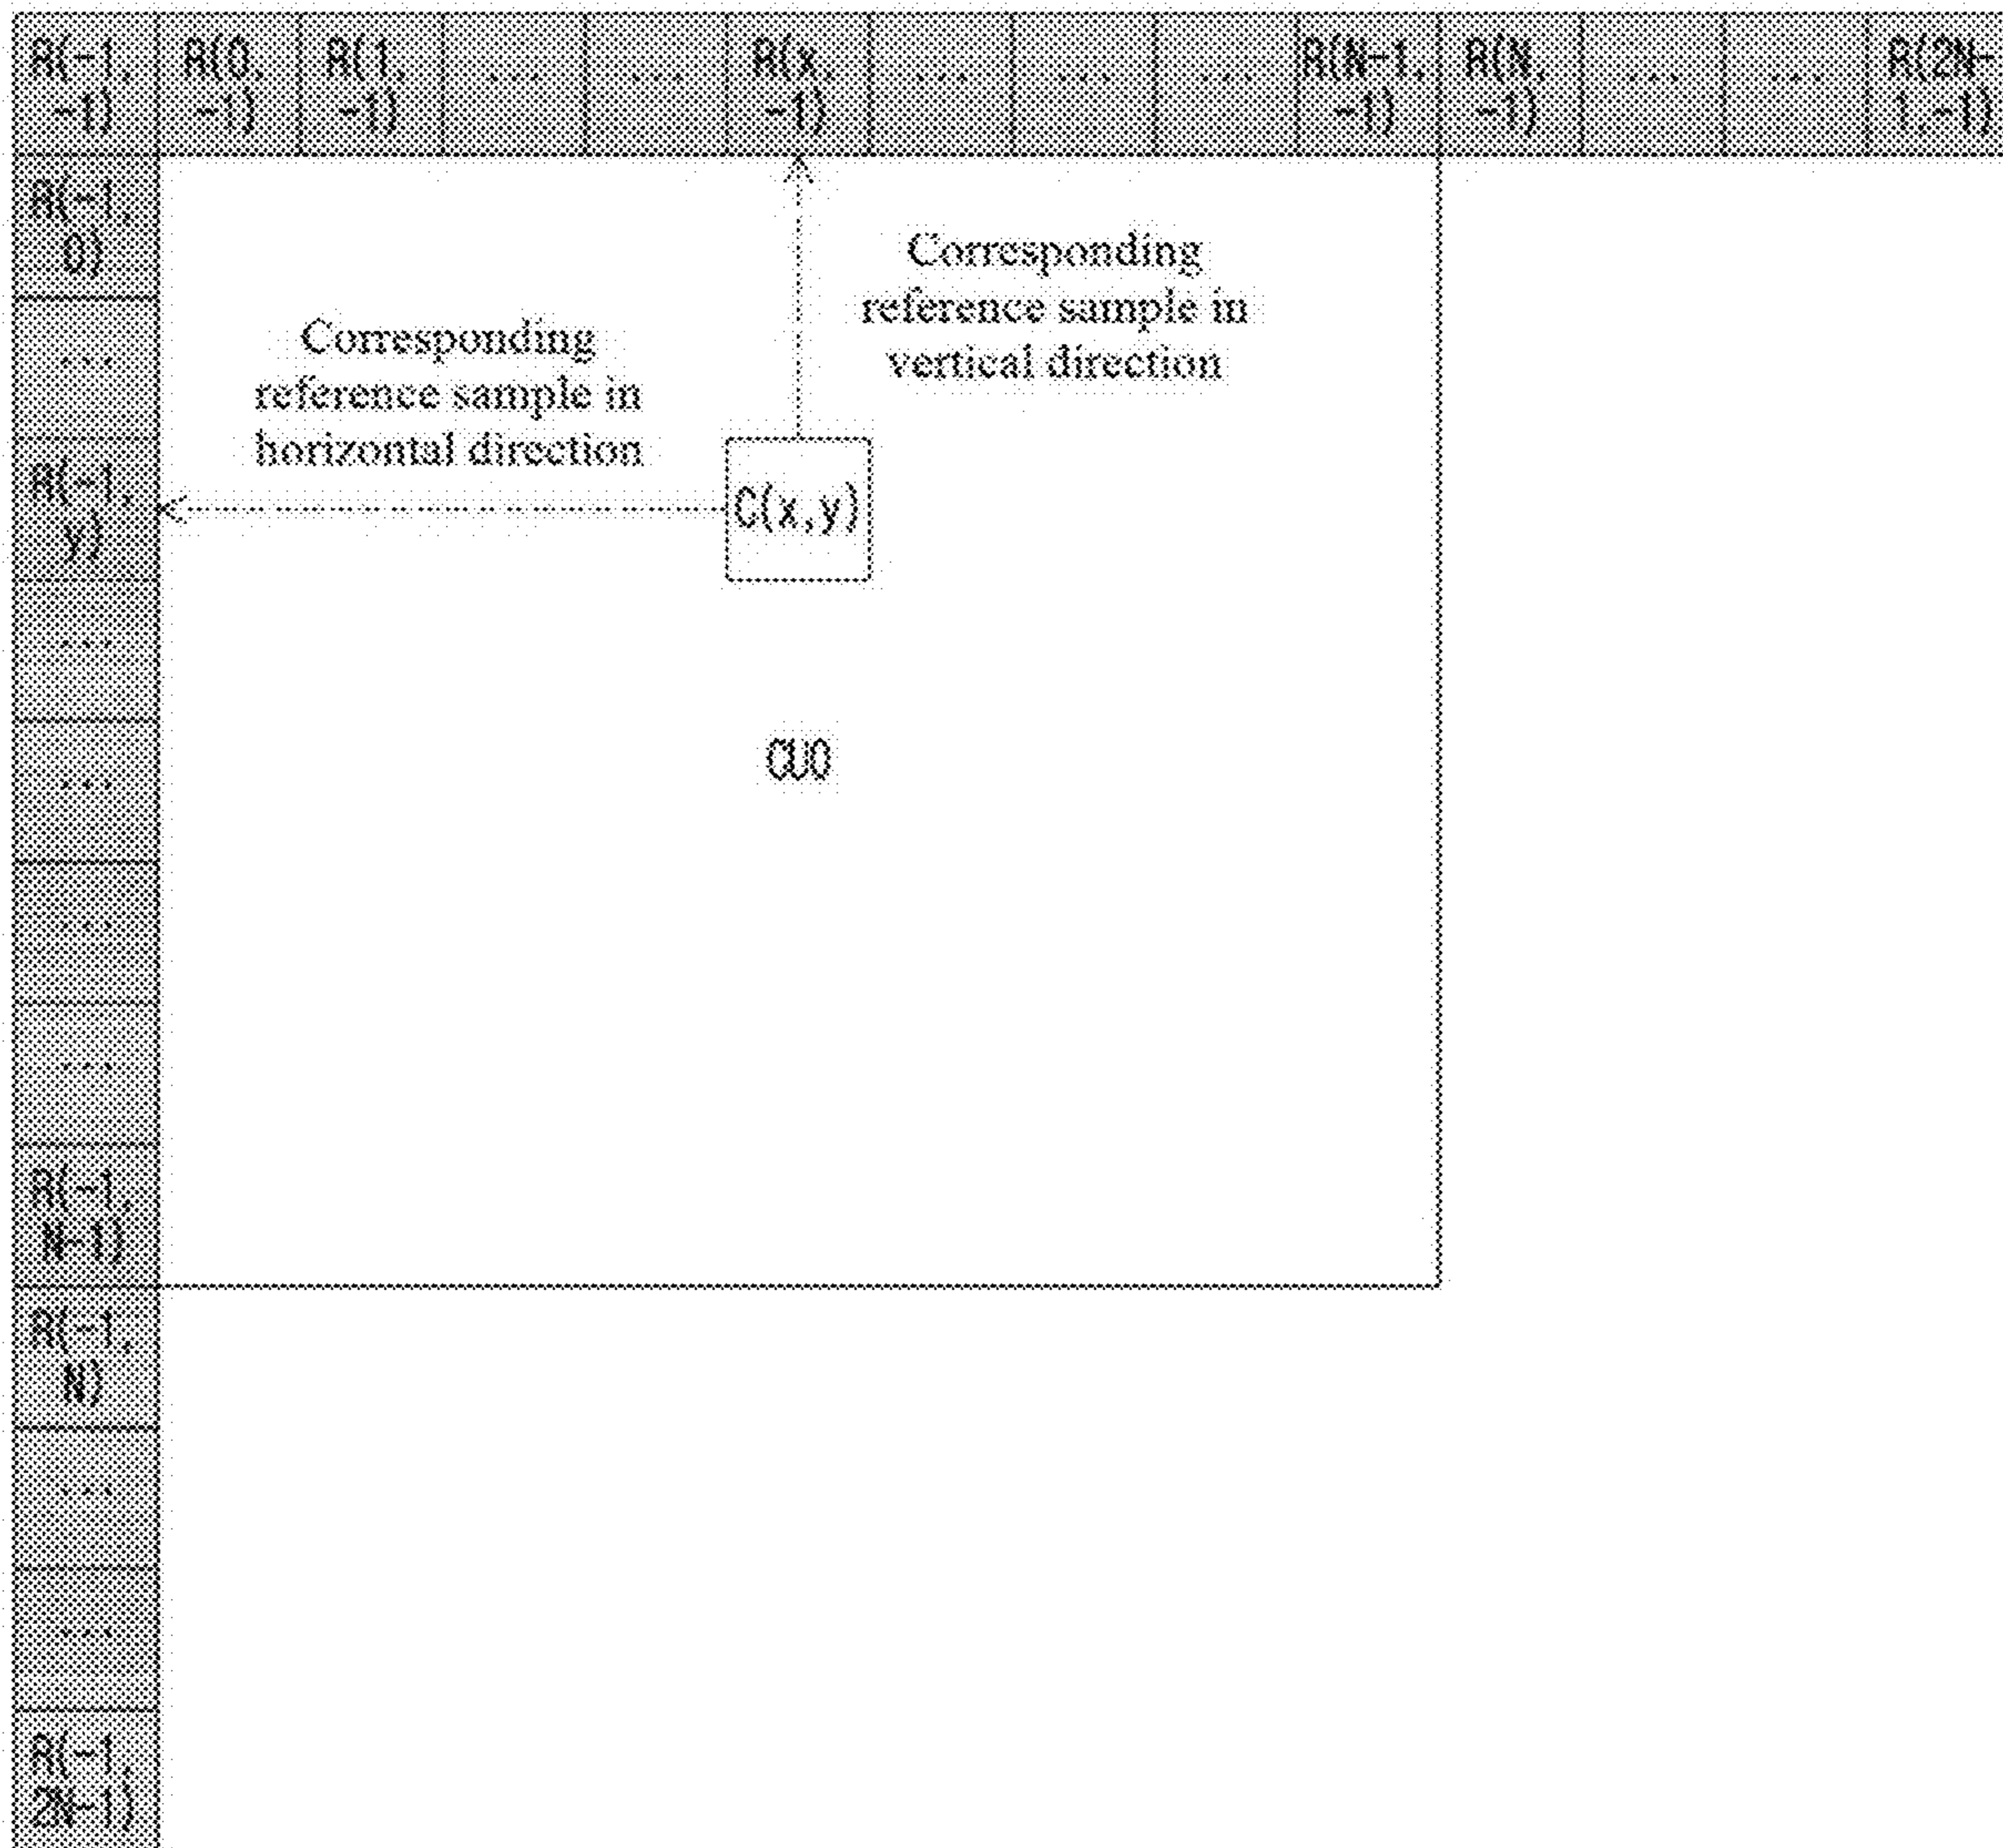 R(-1, R(0, R(1, ... ... R(x, ... ... ... R(N-1, R(N, ... ... R(2N-
-1) -1) -1) -1) -1) -1) 1,-1)
R(-1,
0)
...
R(-1,
y)
...
...
...
...
R(-1,
N-1)
R(-1,
N)
...
...
R(-1,
2N-1)
Corresponding
reference sample in
horizontal direction
Corresponding
reference sample in
vertical direction
C(x,y)
CU0